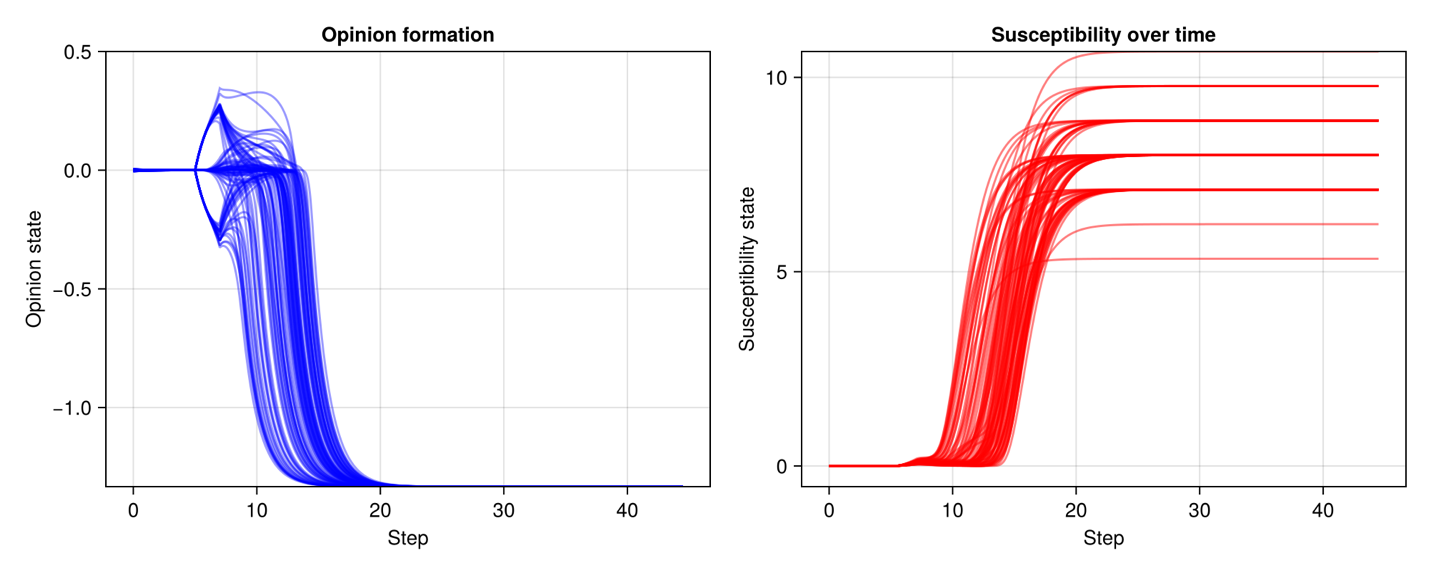 Opinion formation
Opinion state
0.5
0.0
−0.5
−1.0
0 10 20 30 40
Step
Susceptibility over time
Susceptibility state
10
5
0
0 10 20 30 40
Step